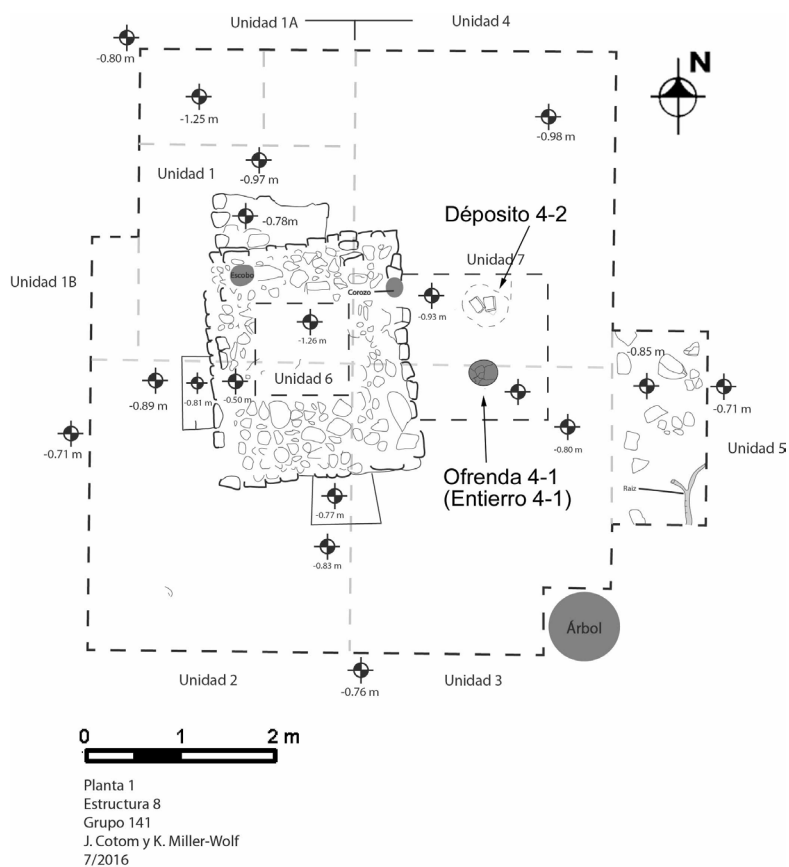 Unidad 1A
Unidad 4
-0.80 m
N
-1.25 m
-0.98 m
-0.97 m
Unidad 1
-0.78m
Déposito 4-2
Unidad 7
Escobo
Corozo
Unidad 1B
-0.93 m
-1.26 m
-0.85 m
Unidad 6
-0.89 m
-0.81 m
-0.50 m
-0.71 m
-0.71 m
-0.80 m
Unidad 5
Ofrenda 4-1
(Entierro 4-1)
Raiz
-0.77 m
-0.83 m
Árbol
Unidad 2
-0.76 m
Unidad 3
0 1 2 m
Planta 1
Estructura 8
Grupo 141
J. Cotom y K. Miller-Wolf
7/2016